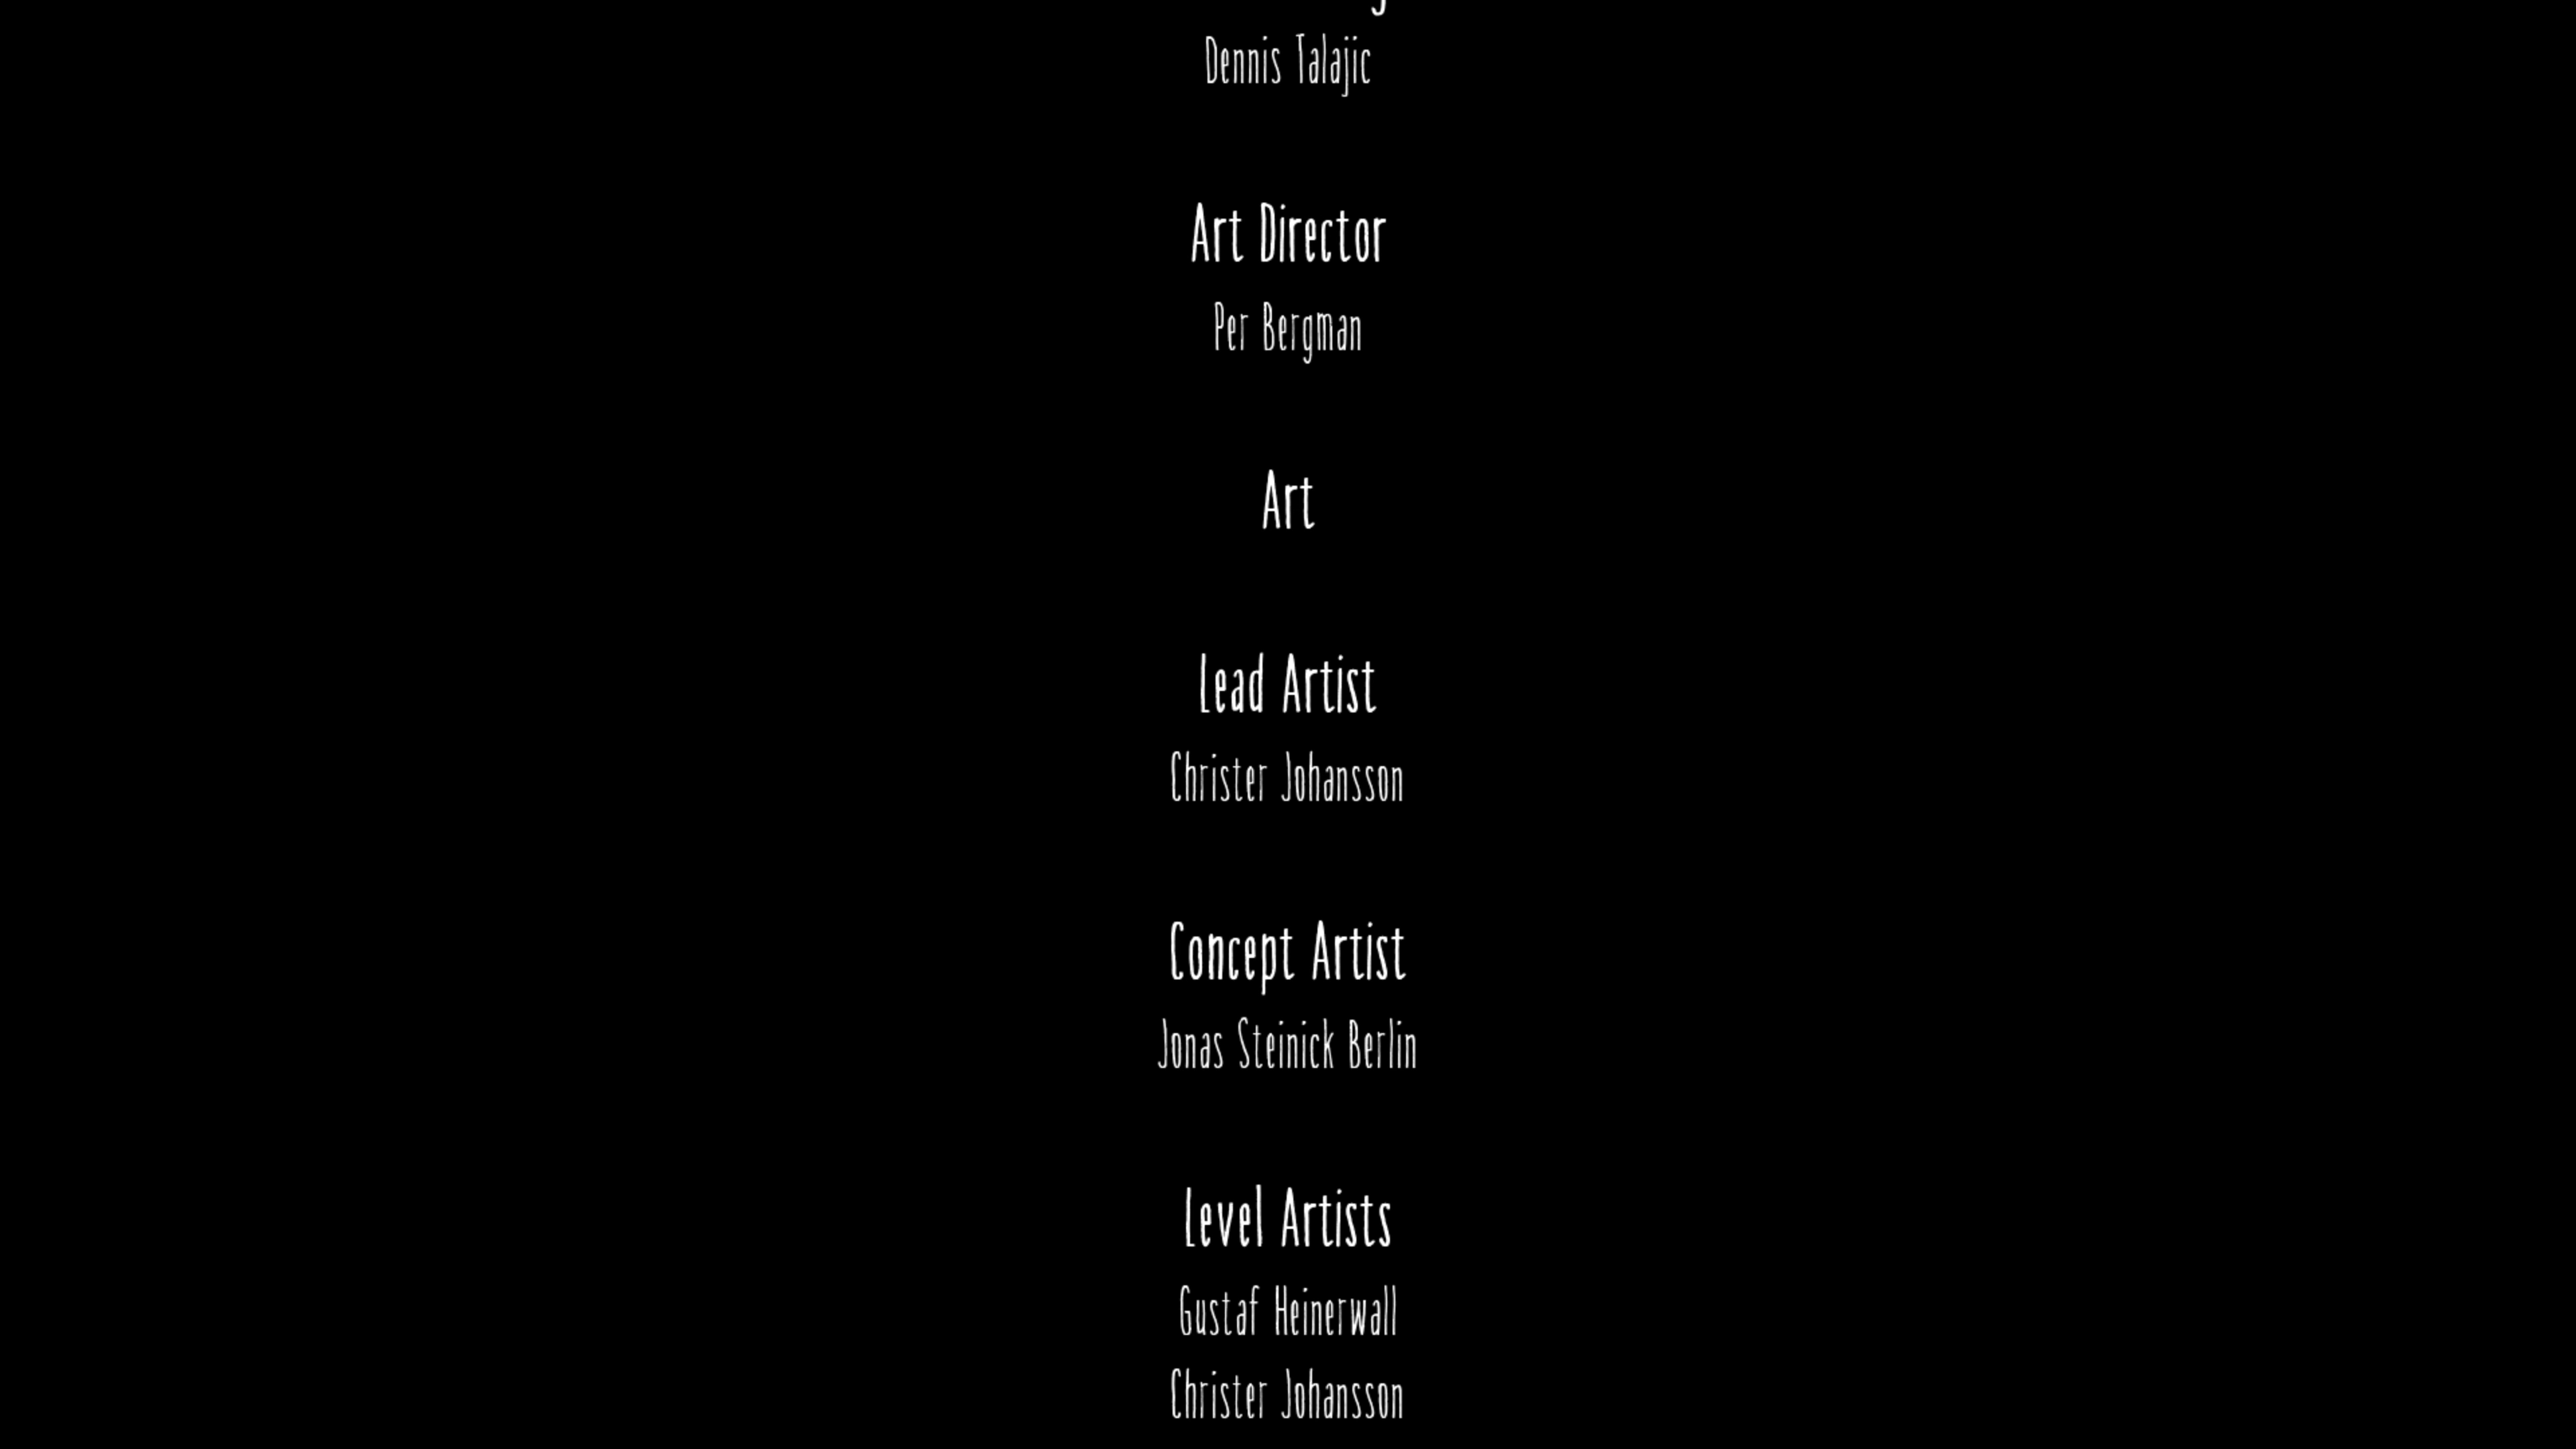 Dennis Talajic
Art Director
Per Bergman
Art
Lead Artist
Christer Johansson
Concept Artist
Jonas Steinick Berlin
Level Artists
Gustaf Heinerwall
Christer Johansson